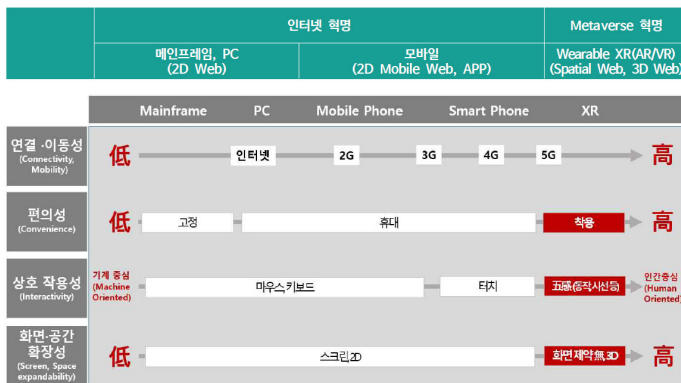 인터넷 혁명
Metaverse 혁명
메인프레임, PC
(2D Web)
모바일
(2D Mobile Web, APP)
Wearable XR(AR/VR)
(Spatial Web, 3D Web)
Mainframe PC Mobile Phone Smart Phone XR
연결 ·이동성
(Connectivity,
Mobility)
低 인터넷 2G 3G 4G 5G 高
편의성
(Convenience)
低 고정 휴대 착용 高
상호 작용성
(Interactivity)
기계 중심
(Machine
Oriented)
마우스,키보드 터치 五感(동작,시선등)
인간중심
(Human
Oriented)
화면·공간
확장성
(Screen, Space
expandability)
低 스크린2D 화면 제약 無, 3D 高